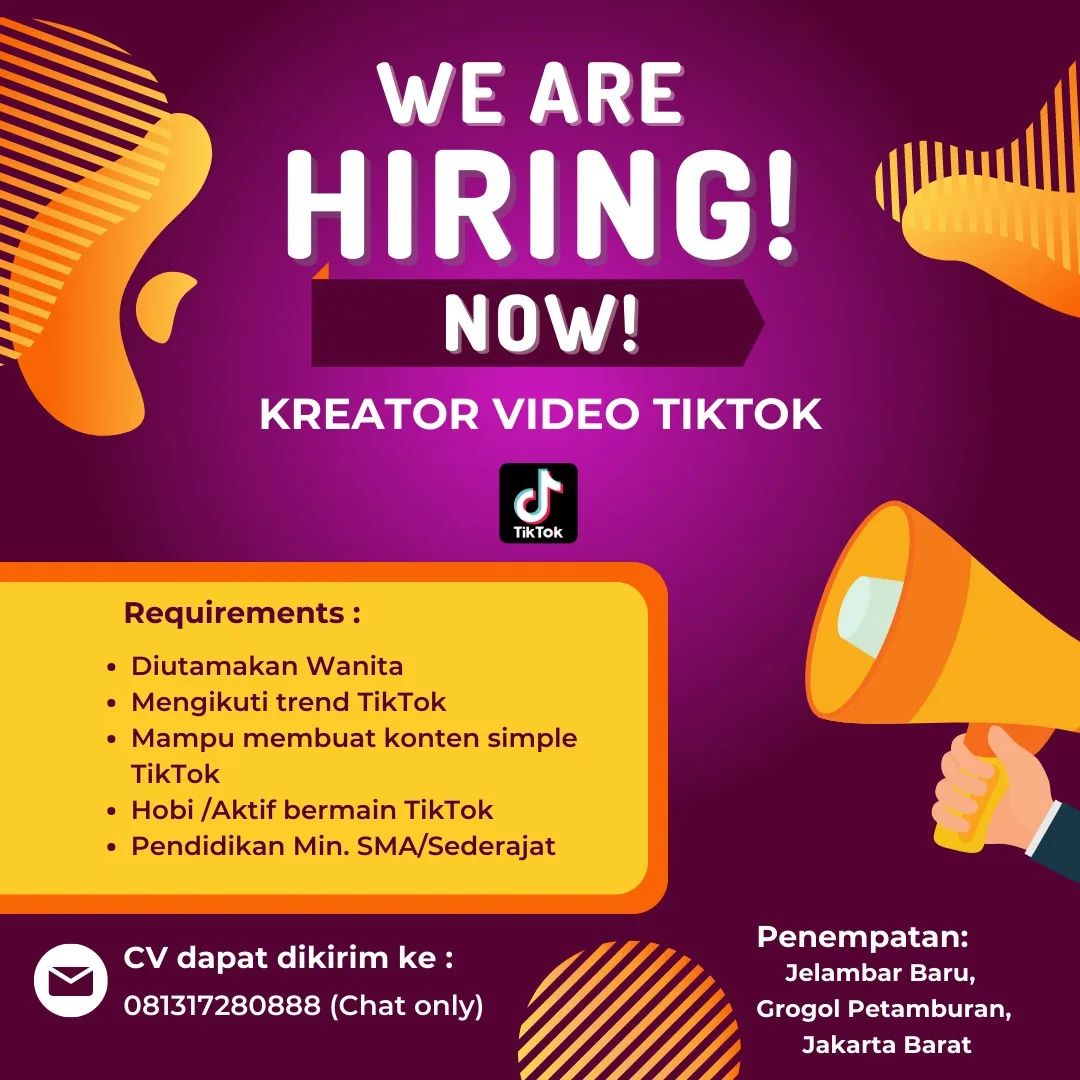 WE ARE
HIRING!
NOW!
KREATOR VIDEO TIKTOK
TikTok
Requirements :
• Diutamakan Wanita
• Mengikuti trend TikTok
• Mampu membuat konten simple
TikTok
• Hobi /Aktif bermain TikTok
• Pendidikan Min. SMA/Sederajat
CV dapat dikirim ke :
081317280888 (Chat only)
Penempatan:
Jelambar Baru,
Grogol Petamburan,
Jakarta Barat